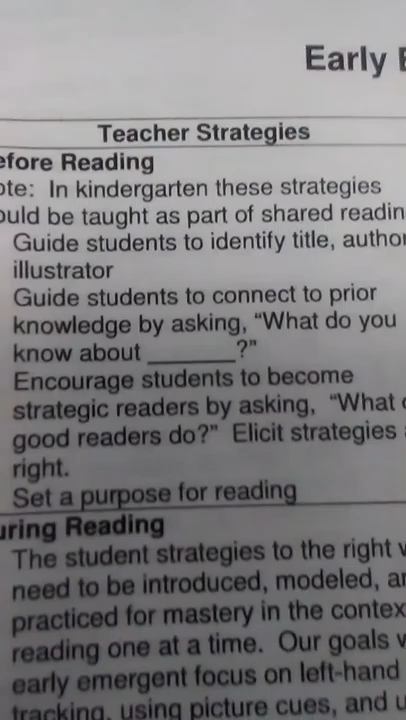 Early
Teacher Strategies
efore Reading
ote: In kindergarten these strategies
ould be taught as part of shared readin
Guide students to identify title, author
illustrator
Guide students to connect to prior
knowledge by asking, “What do you
know about _______?”
Encourage students to become
strategic readers by asking, “What
good readers do?” Elicit strategies
right.
Set a purpose for reading
uring Reading
The student strategies to the right
need to be introduced, modeled, an
practiced for mastery in the contex
reading one at a time. Our goals
early emergent focus on left-hand
tracking, using picture cues, and